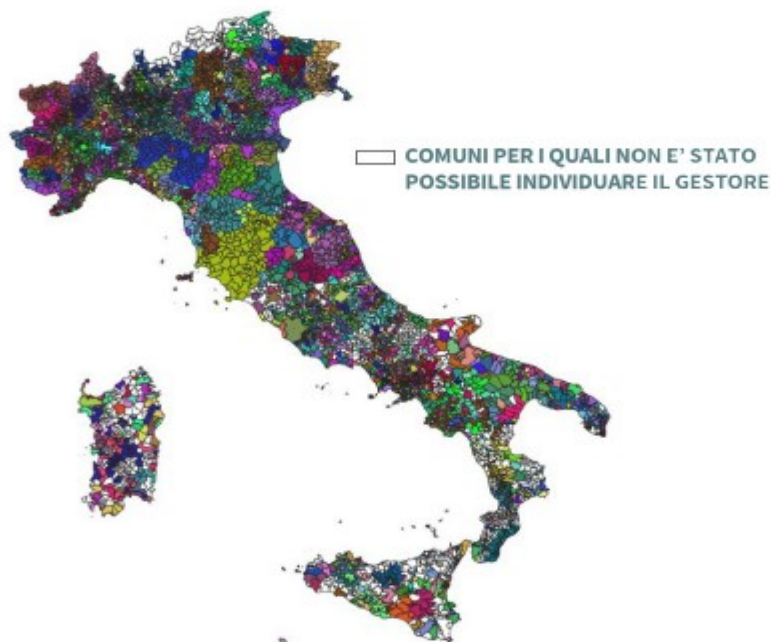 COMUNI PER I QUALI NON E' STATO
POSSIBILE INDIVIDUARE IL GESTORE